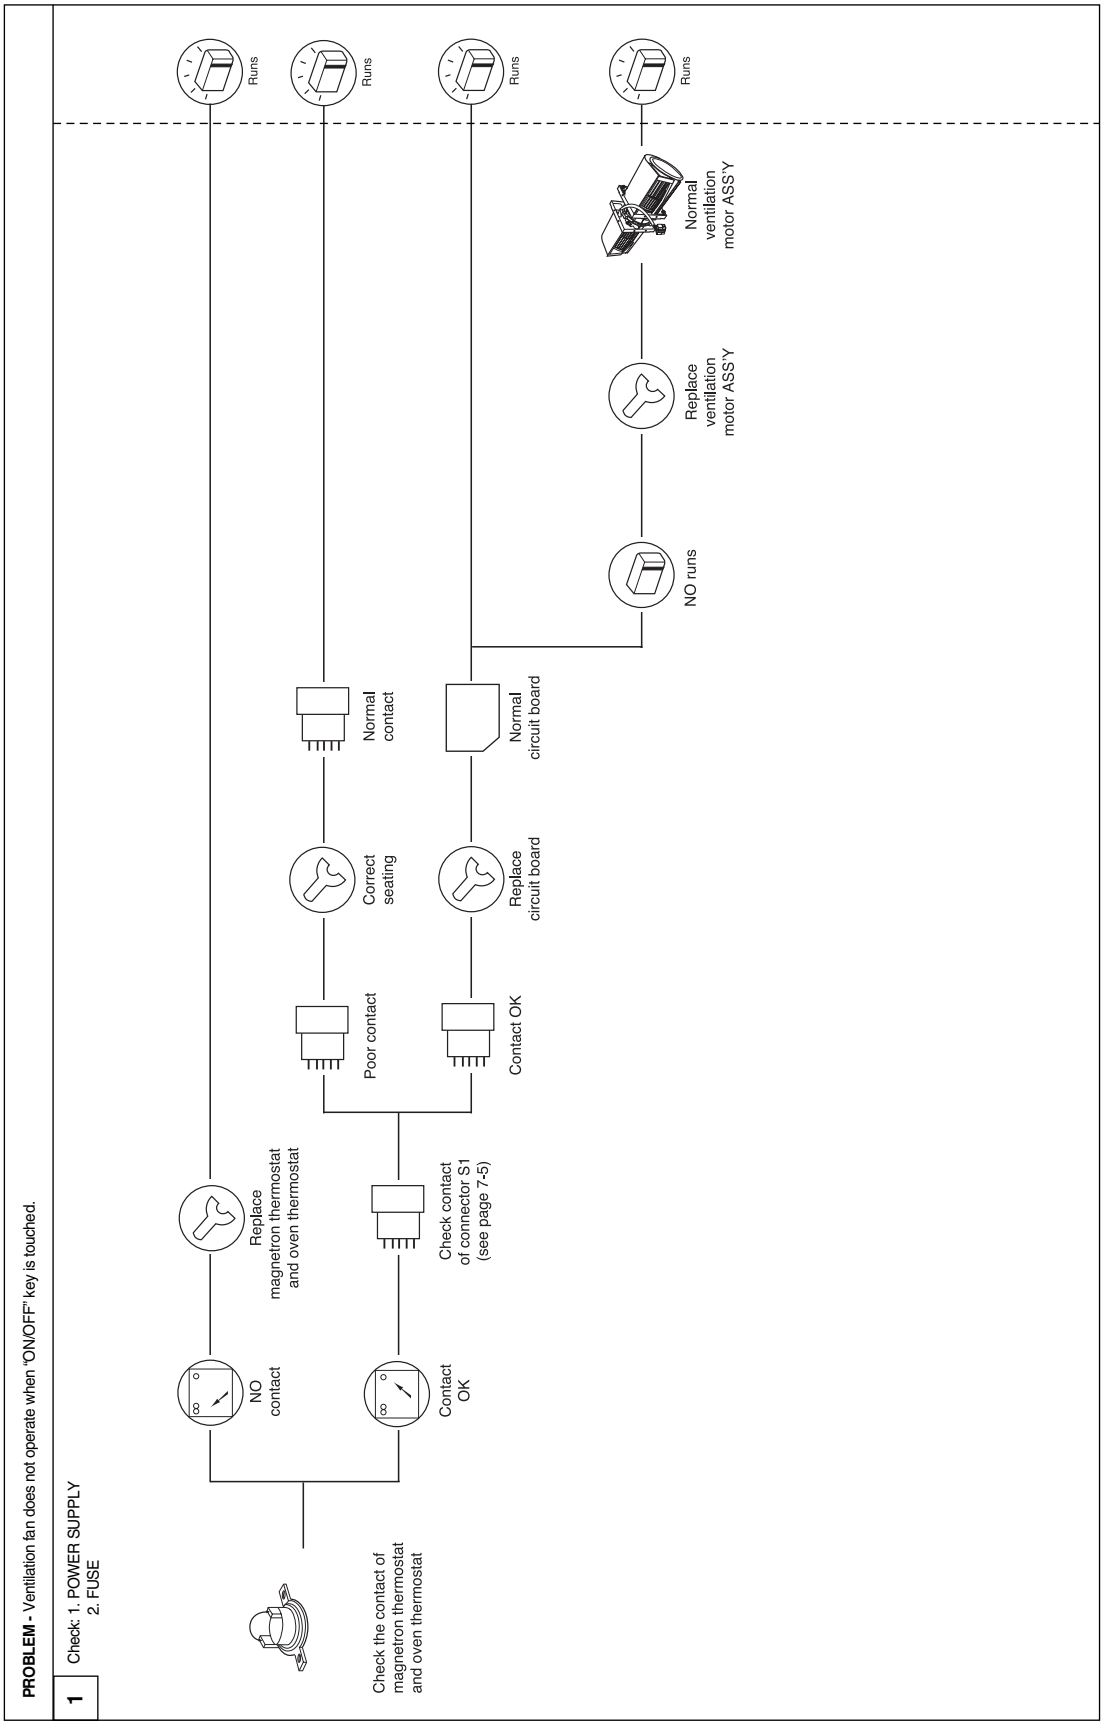 PROBLEM - Ventilation fan does not operate when "ON/OFF" key is touched.
1
Check: 1. POWER SUPPLY
2. FUSE
Check the contact of
magnetron thermostat
and oven thermostat
NO
contact
Replace
magnetron thermostat
and oven thermostat
Runs
Contact
OK
Check contact
of connector S1
(see page 7-5)
Poor contact
Correct
seating
Normal
contact
Runs
Contact OK
Replace
circuit board
Normal
circuit board
Runs
NO runs
Replace
ventilation
motor ASS'Y
Normal
ventilation
motor ASS'Y
Runs